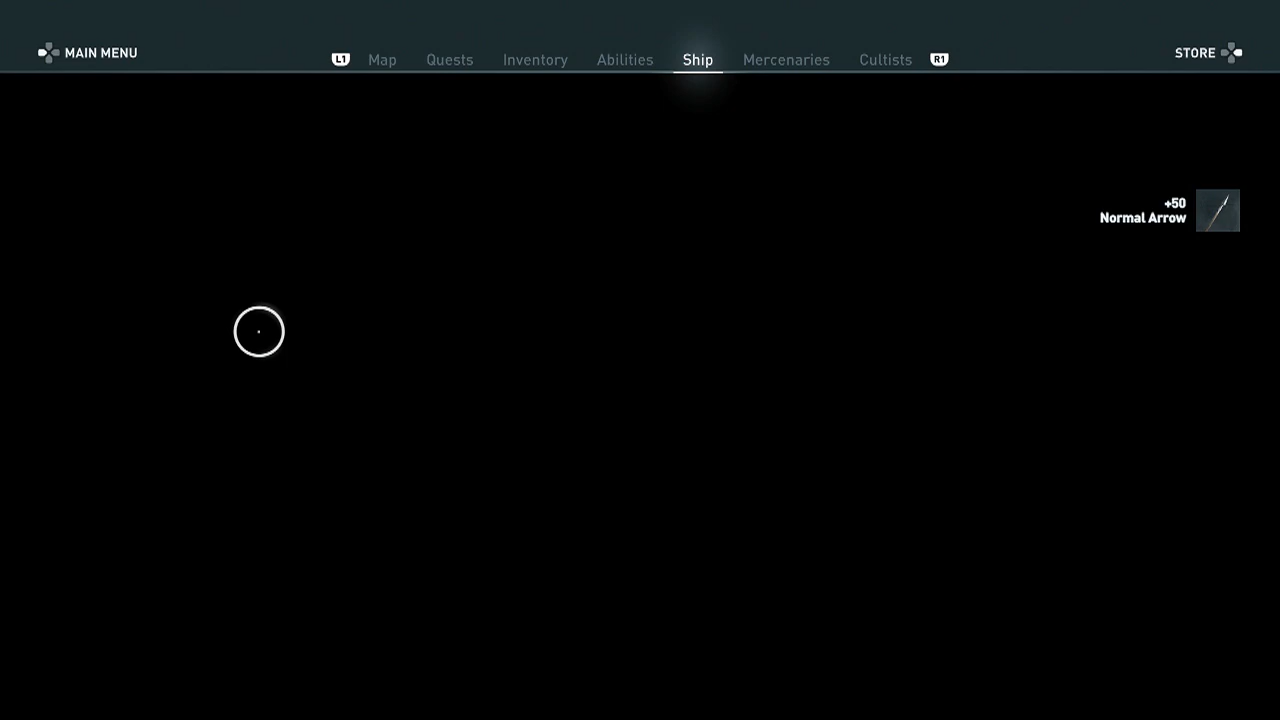 MAIN MENU
L1 Map Quests Inventory Abilities Ship Mercenaries Cultists R1
STORE
+50
Normal Arrow